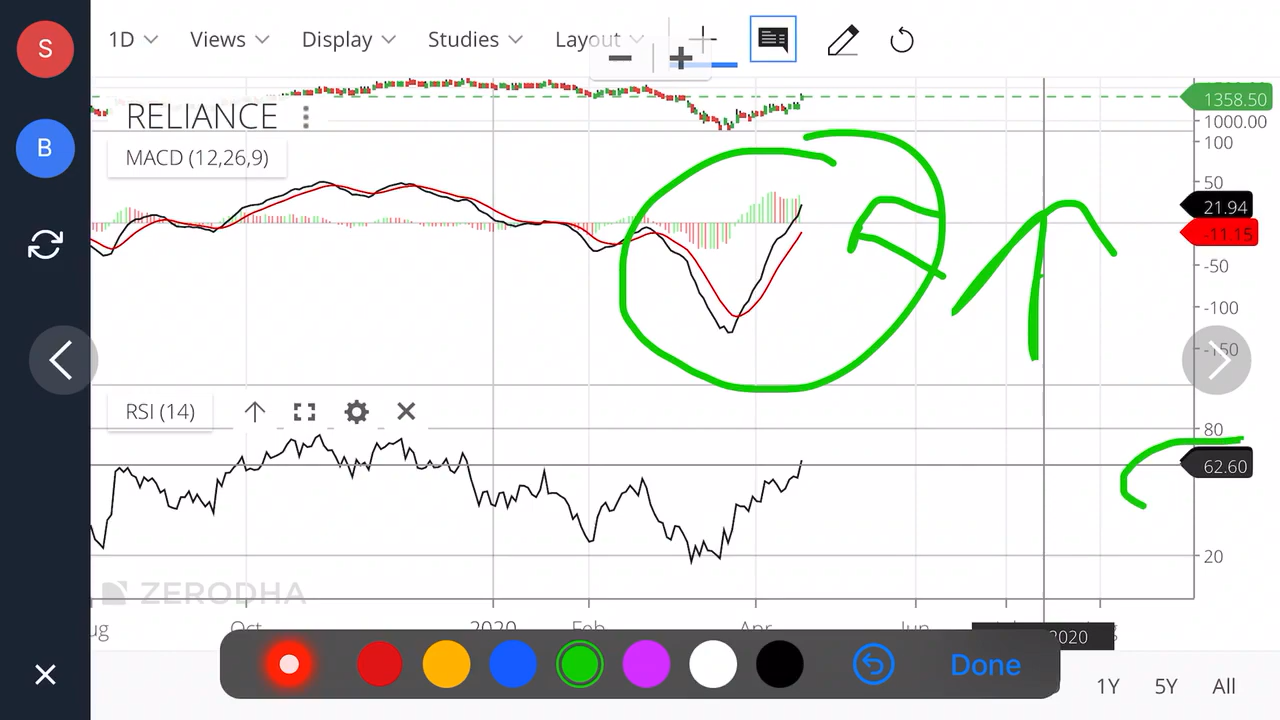 S
B
1D Views Display Studies Layout
RELIANCE
MACD (12,26,9)
1358.50
1000.00
100
50
21.94
-11.15
-50
-100
-150
RSI (14)
80
62.60
20
ZERODHA
ug Oct 2020 Feb Apr Jun 2020
Done
1Y 5Y All